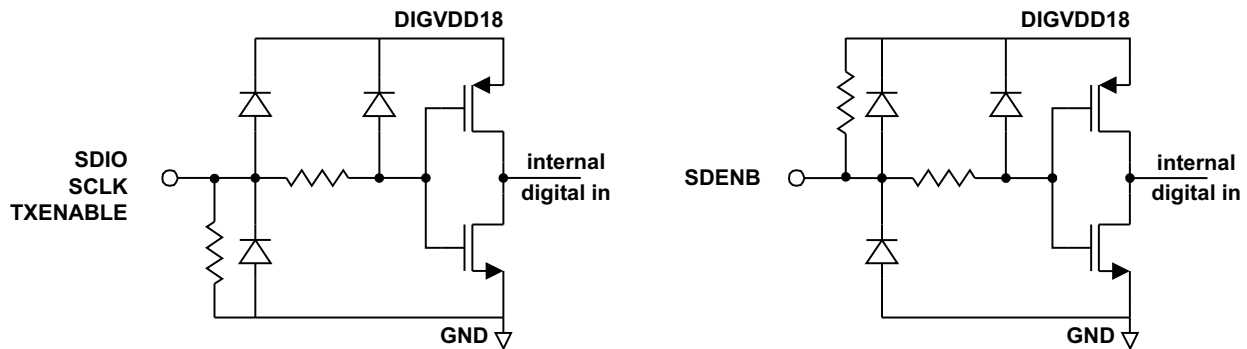 DIGVDD18
SDIO
SCLK
TXENABLE
internal
digital in
GND
DIGVDD18
SDENB
internal
digital in
GND